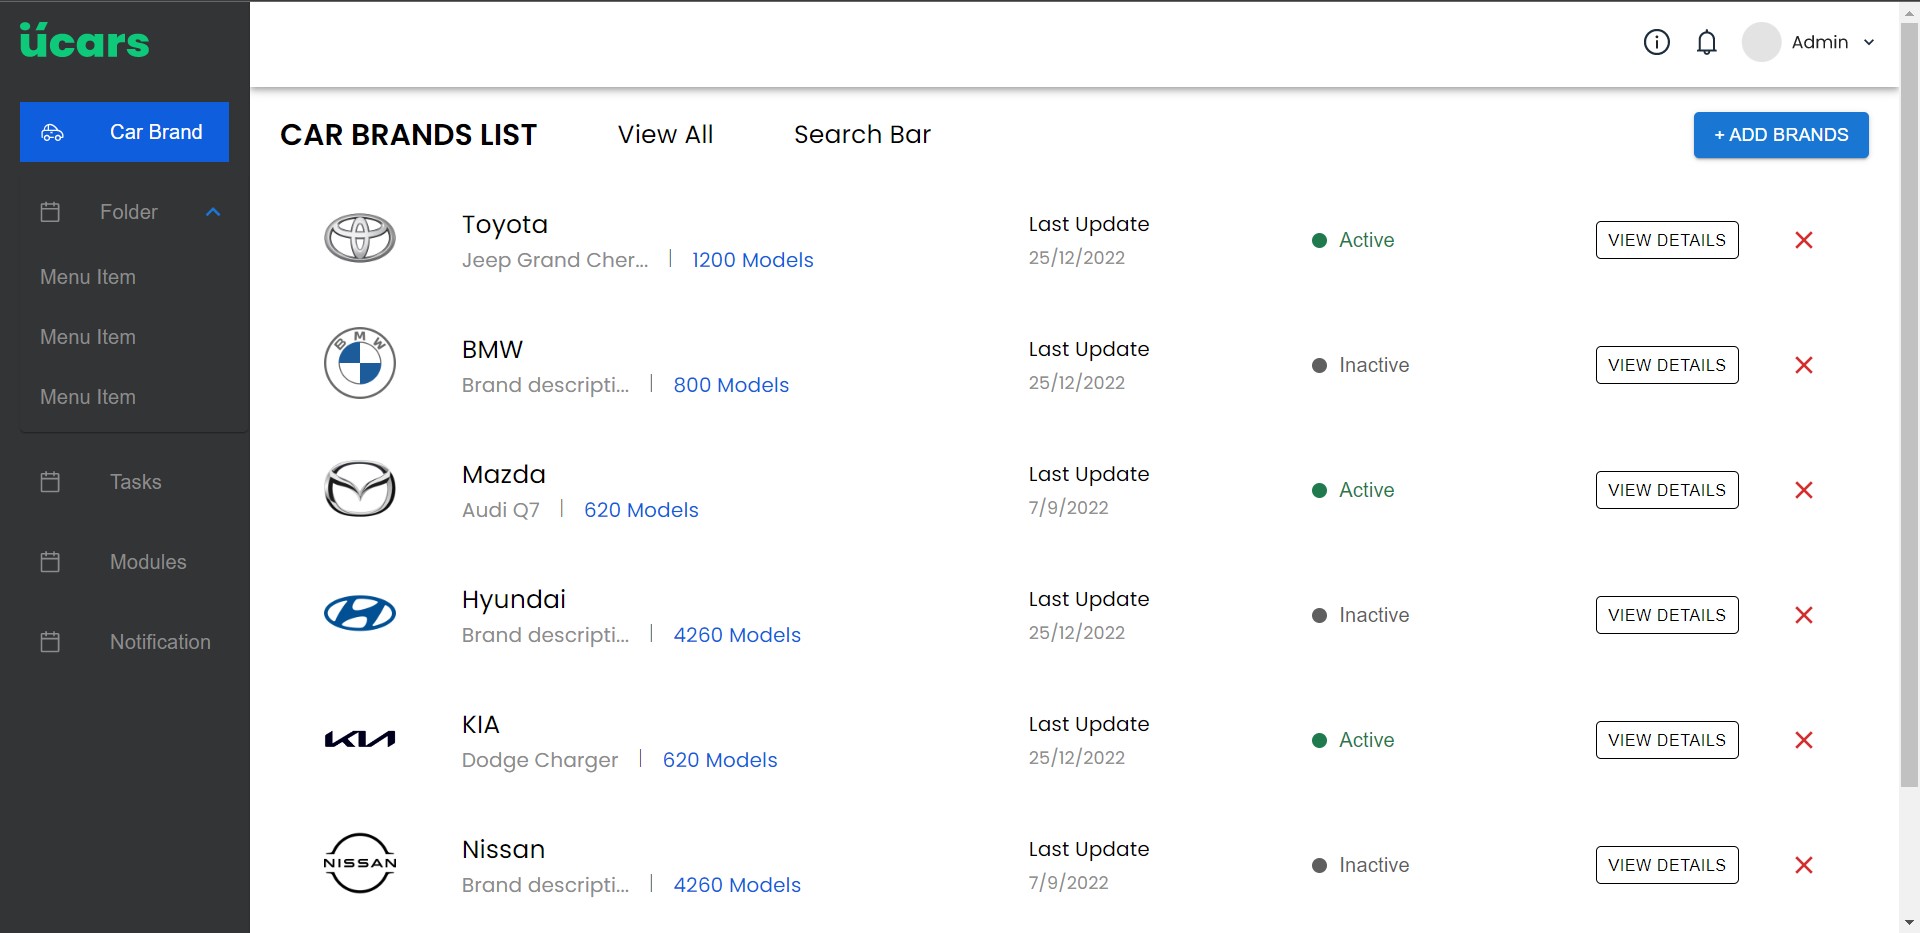 úcars
Admin
Car Brand
Folder
Menu Item
Menu Item
Menu Item
Tasks
Modules
Notification
CAR BRANDS LIST
View All
Search Bar
+ ADD BRANDS
Toyota
Jeep Grand Cher... | 1200 Models
Last Update
25/12/2022
Active
VIEW DETAILS
BMW
BMW
Brand descripti... | 800 Models
Last Update
25/12/2022
Inactive
VIEW DETAILS
Mazda
Audi Q7 | 620 Models
Last Update
7/9/2022
Active
VIEW DETAILS
Hyundai
Brand descripti... | 4260 Models
Last Update
25/12/2022
Inactive
VIEW DETAILS
KIA
KIA
Dodge Charger | 620 Models
Last Update
25/12/2022
Active
VIEW DETAILS
NISSAN
Nissan
Brand descripti... | 4260 Models
Last Update
7/9/2022
Inactive
VIEW DETAILS